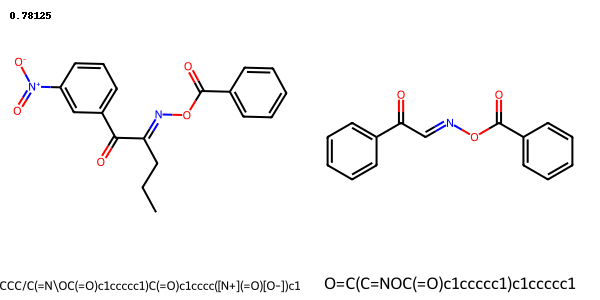 0.78125
O⁻
N⁺
O
O
N
O
O
O
N
O
O
CCC/C(=N\OC(=O)c1ccccc1)C(=O)c1cccc([N+](=O)[O-])c1
O=C(C=NOC(=O)c1ccccc1)c1ccccc1